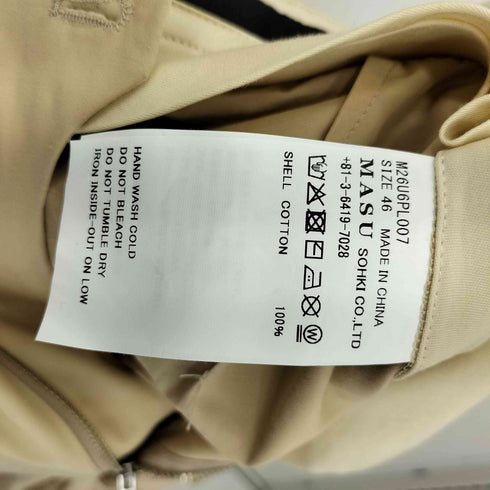 M26U6PL007
SIZE 46 MADE IN CHINA
MASU SOHKI CO.,LTD
+81-3-6419-7028
SHELL COTTON 100%
HAND WASH COLD
DO NOT BLEACH
DO NOT TUMBLE DRY
IRON INSIDE-OUT ON LOW